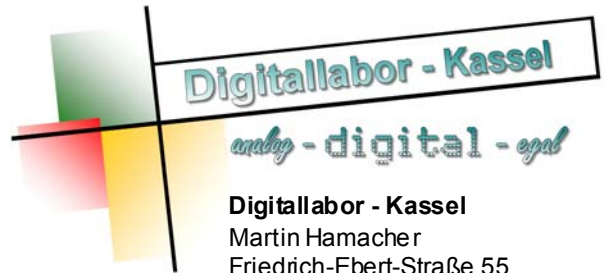 Digitallabor - Kassel
analog - digital - egal
Digitallabor - Kassel
Martin Hamacher
Friedrich-Ebert-Straße 55